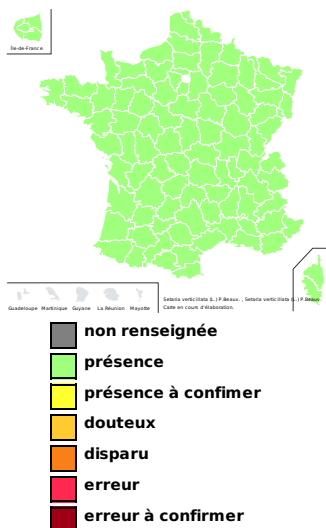 Île-de-France
Guadeloupe Martinique Guyane La Réunion Mayotte
Setaria verticillata (L.) P.Beauv. , Setaria verticillata (L.) P.Beauv.
Carte en cours d'élaboration.
non renseignée
présence
présence à confimer
douteux
disparu
erreur
erreur à confirmer